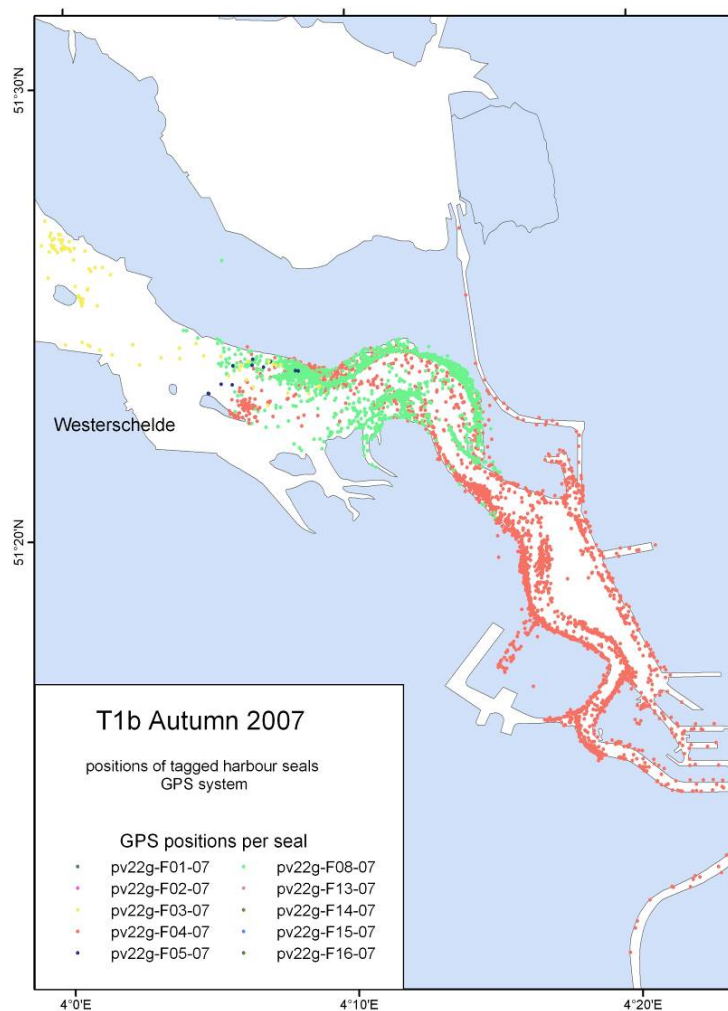 51°30'N
Westerschelde
51°20'N
T1b Autumn 2007
positions of tagged harbour seals
GPS system
GPS positions per seal
pv22g-F01-07 pv22g-F08-07
pv22g-F02-07 pv22g-F13-07
pv22g-F03-07 pv22g-F14-07
pv22g-F04-07 pv22g-F15-07
pv22g-F05-07 pv22g-F16-07
4°0'E 4°10'E 4°20'E